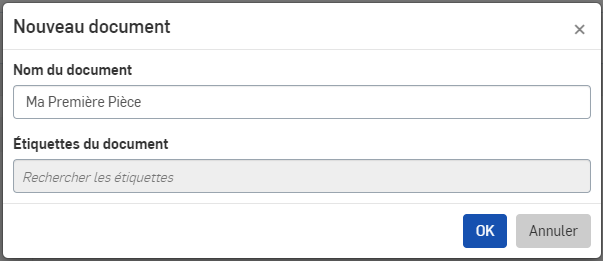 Nouveau document
×
Nom du document
Ma Première Pièce
Étiquettes du document
Rechercher les étiquettes
OK
Annuler